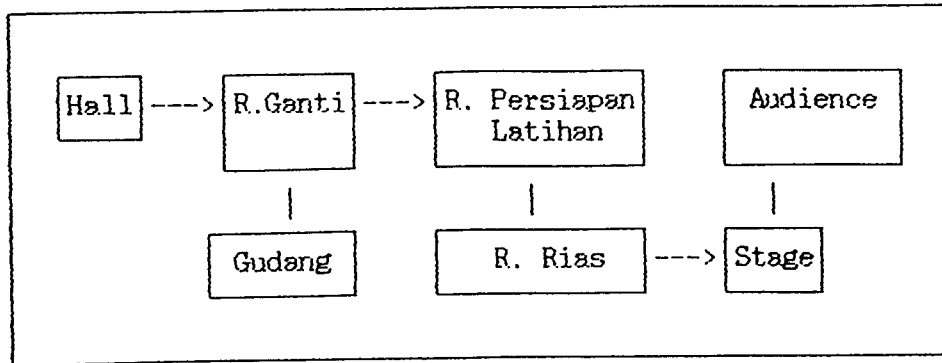 Hall ---> R.Ganti ---> R. Persiapan Audience
Latihan
Gudang R. Rias ---> Stage